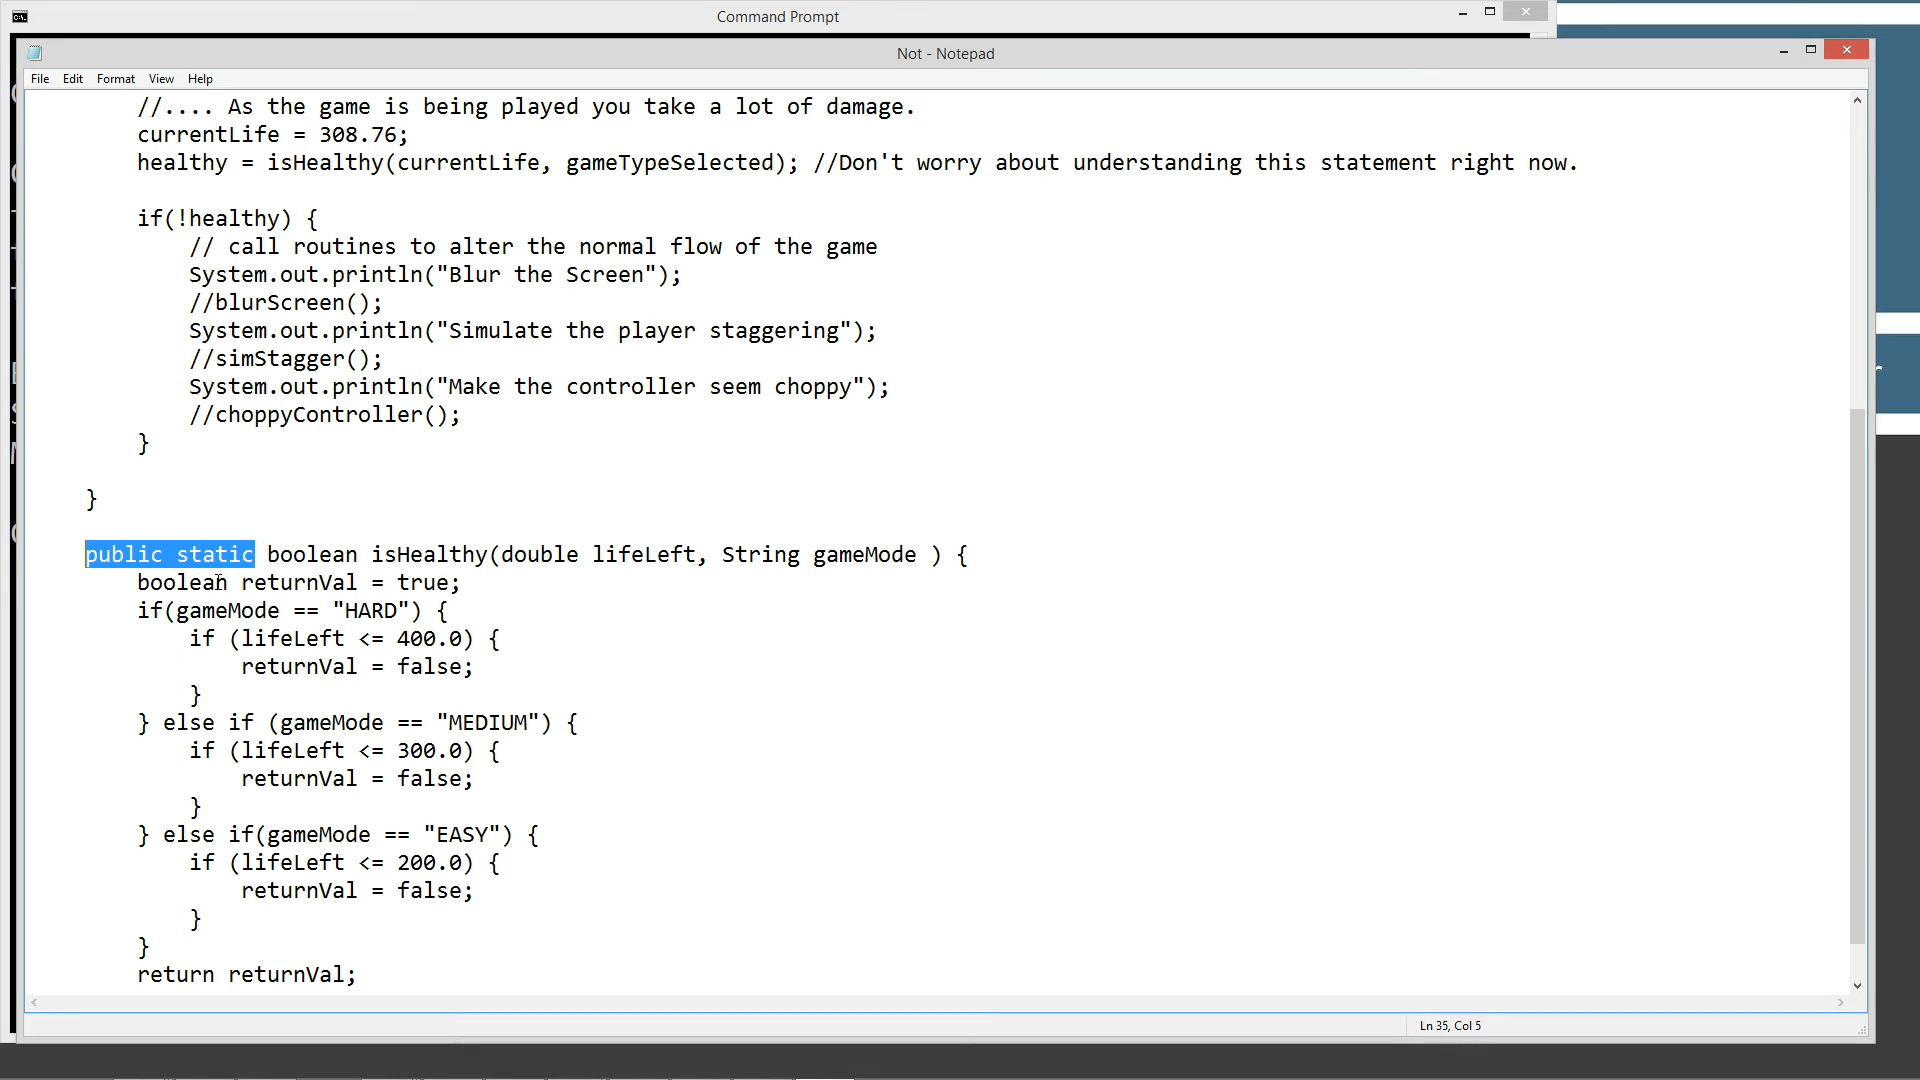 Command Prompt
Not - Notepad
File Edit Format View Help
//.... As the game is being played you take a lot of damage.
currentLife = 308.76;
healthy = isHealthy(currentLife, gameTypeSelected); //Don't worry about understanding this statement right now.
if(!healthy) {
// call routines to alter the normal flow of the game
System.out.println("Blur the Screen");
//blurScreen();
System.out.println("Simulate the player staggering");
//simStagger();
System.out.println("Make the controller seem choppy");
//choppyController();
}
}
public static boolean isHealthy(double lifeLeft, String gameMode ) {
boolean returnVal = true;
if(gameMode == "HARD") {
if (lifeLeft <= 400.0) {
returnVal = false;
}
} else if (gameMode == "MEDIUM") {
if (lifeLeft <= 300.0) {
returnVal = false;
}
} else if(gameMode == "EASY") {
if (lifeLeft <= 200.0) {
returnVal = false;
}
}
return returnVal;
Ln 35, Col 5